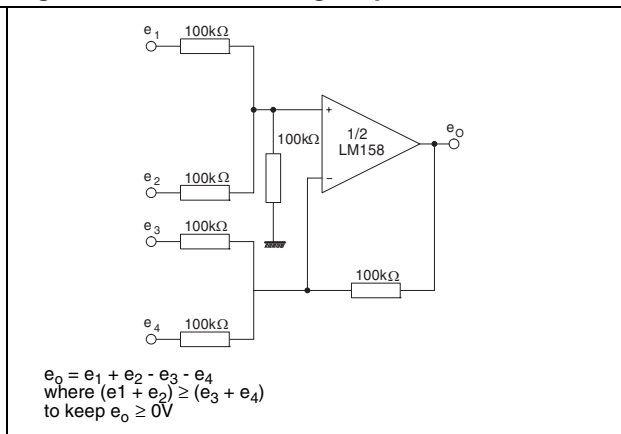 e1
100kΩ
e2
100kΩ
100kΩ
+
1/2
LM158
-
eO
e3
100kΩ
100kΩ
e4
100kΩ
eo = e1 + e2 - e3 - e4
where (e1 + e2) ≥ (e3 + e4)
to keep eo ≥ 0V